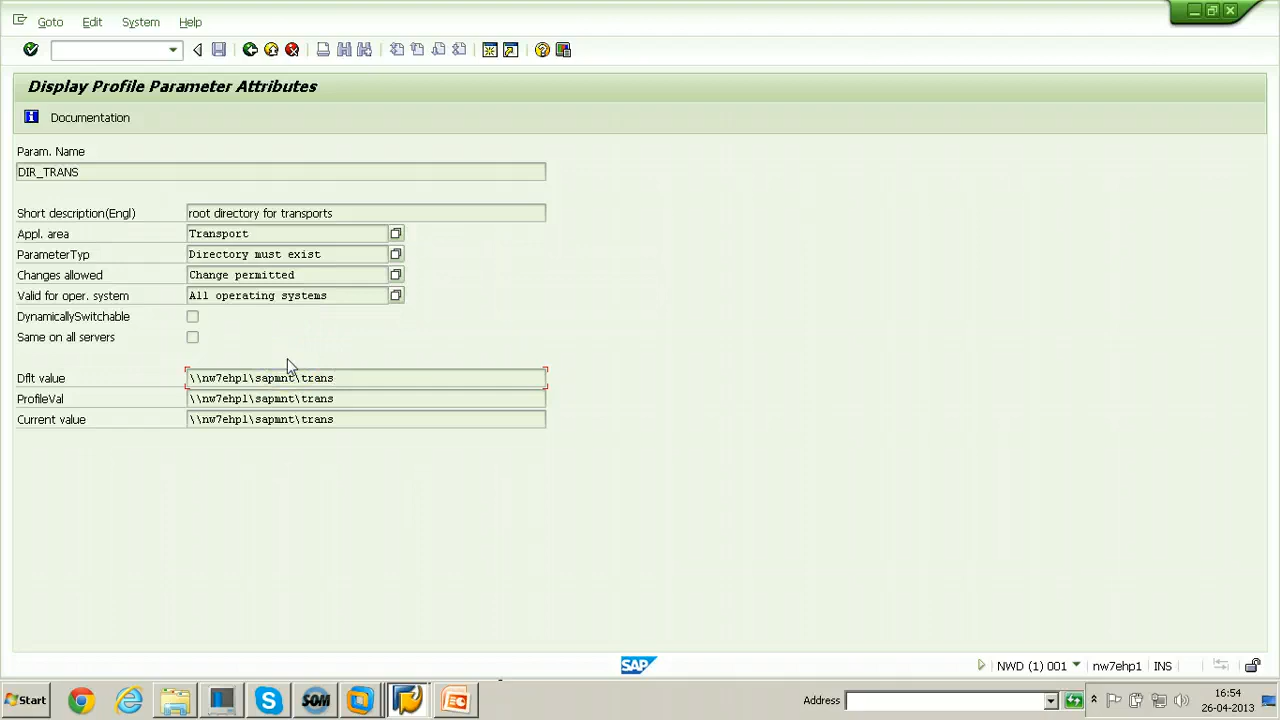 Goto Edit System Help
Display Profile Parameter Attributes
Documentation
Param. Name
DIR_TRANS
Short description(Engl) root directory for transports
Appl. area Transport
ParameterTyp Directory must exist
Changes allowed Change permitted
Valid for oper. system All operating systems
DynamicallySwitchable
Same on all servers
Dflt value \\nw7ehp1\sapmnt\trans
ProfileVal \\nw7ehp1\sapmnt\trans
Current value \\nw7ehp1\sapmnt\trans
SAP
NWD (1) 001 nw7ehp1 INS
Start SOM Address 16:54
26-04-2013